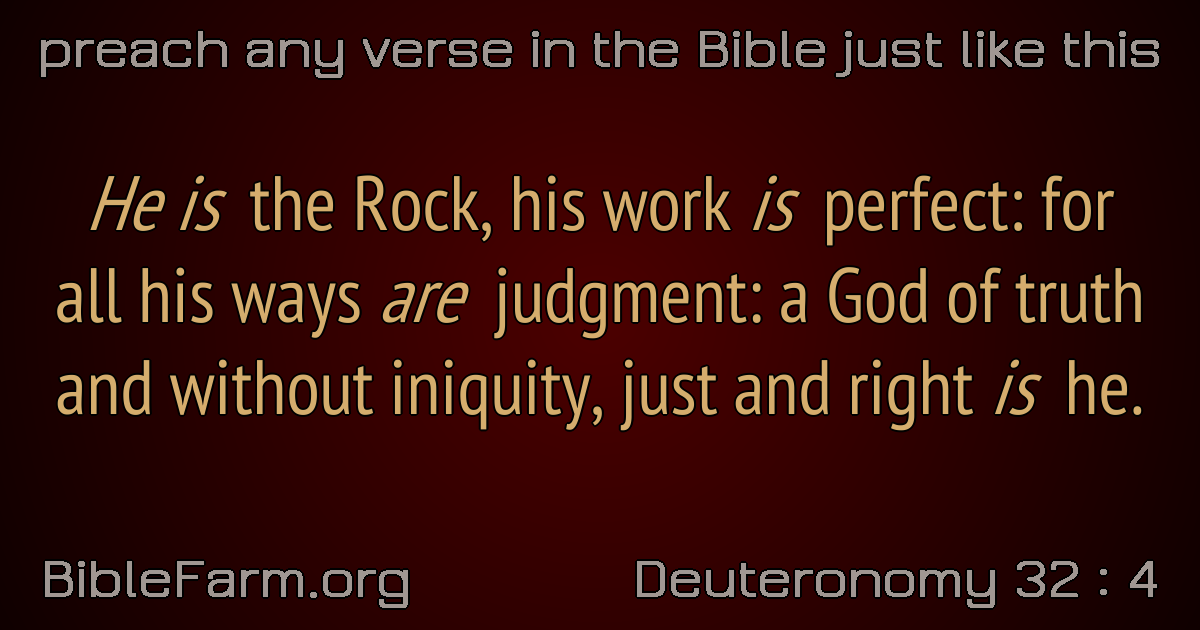 preach any verse in the Bible just like this
He is the Rock, his work is perfect: for
all his ways are judgment: a God of truth
and without iniquity, just and right is he.
BibleFarm.org
Deuteronomy 32 : 4